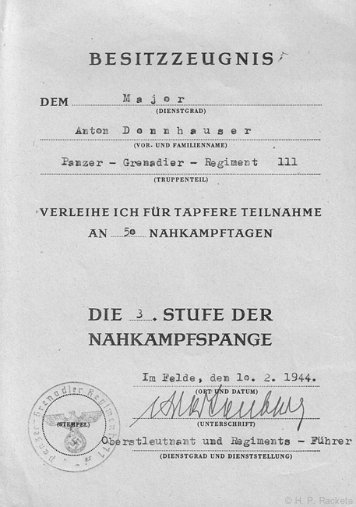 BESITZZEUGNIS
DEM Major
(DIENSTGRAD)
Anton Donnhauser
(VOR- UND FAMILIENNAME)
Panzer - Grenadier - Regiment 111
(TRUPPENTEIL)
VERLEIHE ICH FÜR TAPFERE TEILNAHME
AN 50 NAHKAMPFTAGEN
DIE 3. STUFE DER
NAHKAMPFSPANGE
Im Felde, den 10. 2. 1944.
(ORT UND DATUM)
(STEMPEL)
(UNTERSCHRIFT)
Oberstleutnant und Regiments - Führer
(DIENSTGRAD UND DIENSTSTELLUNG)
© H. P. Racketa